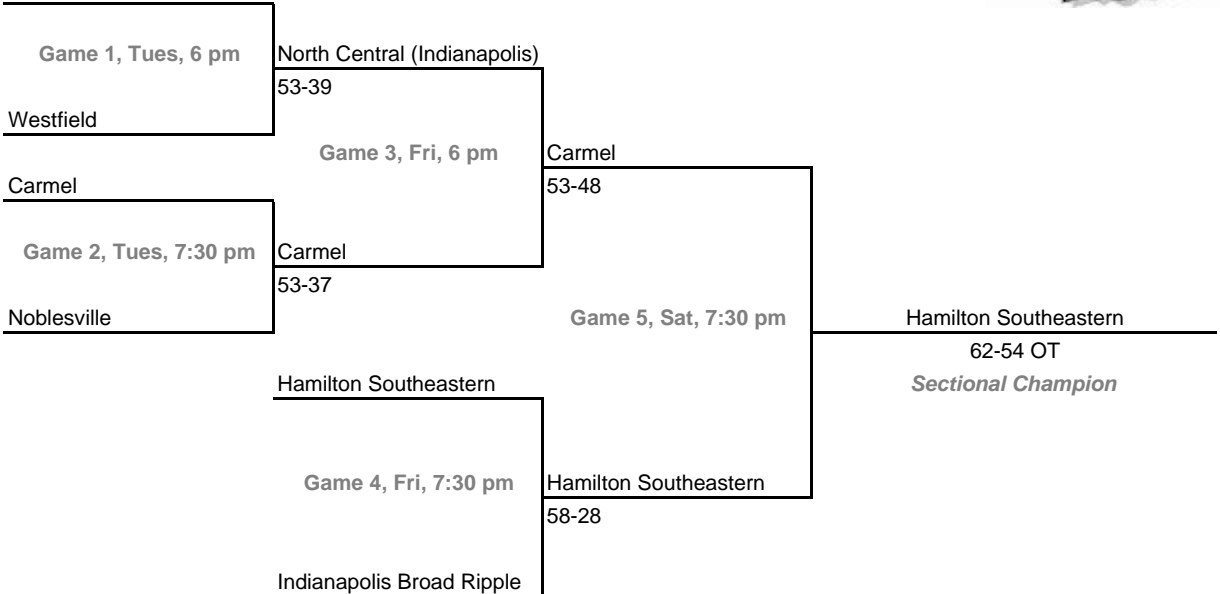 Game 1, Tues, 6 pm
North Central (Indianapolis)
53-39
Westfield
Game 3, Fri, 6 pm
Carmel
Carmel
53-48
Game 2, Tues, 7:30 pm
Carmel
53-37
Noblesville
Game 5, Sat, 7:30 pm
Hamilton Southeastern
62-54 OT
Hamilton Southeastern
Sectional Champion
Game 4, Fri, 7:30 pm
Hamilton Southeastern
58-28
Indianapolis Broad Ripple